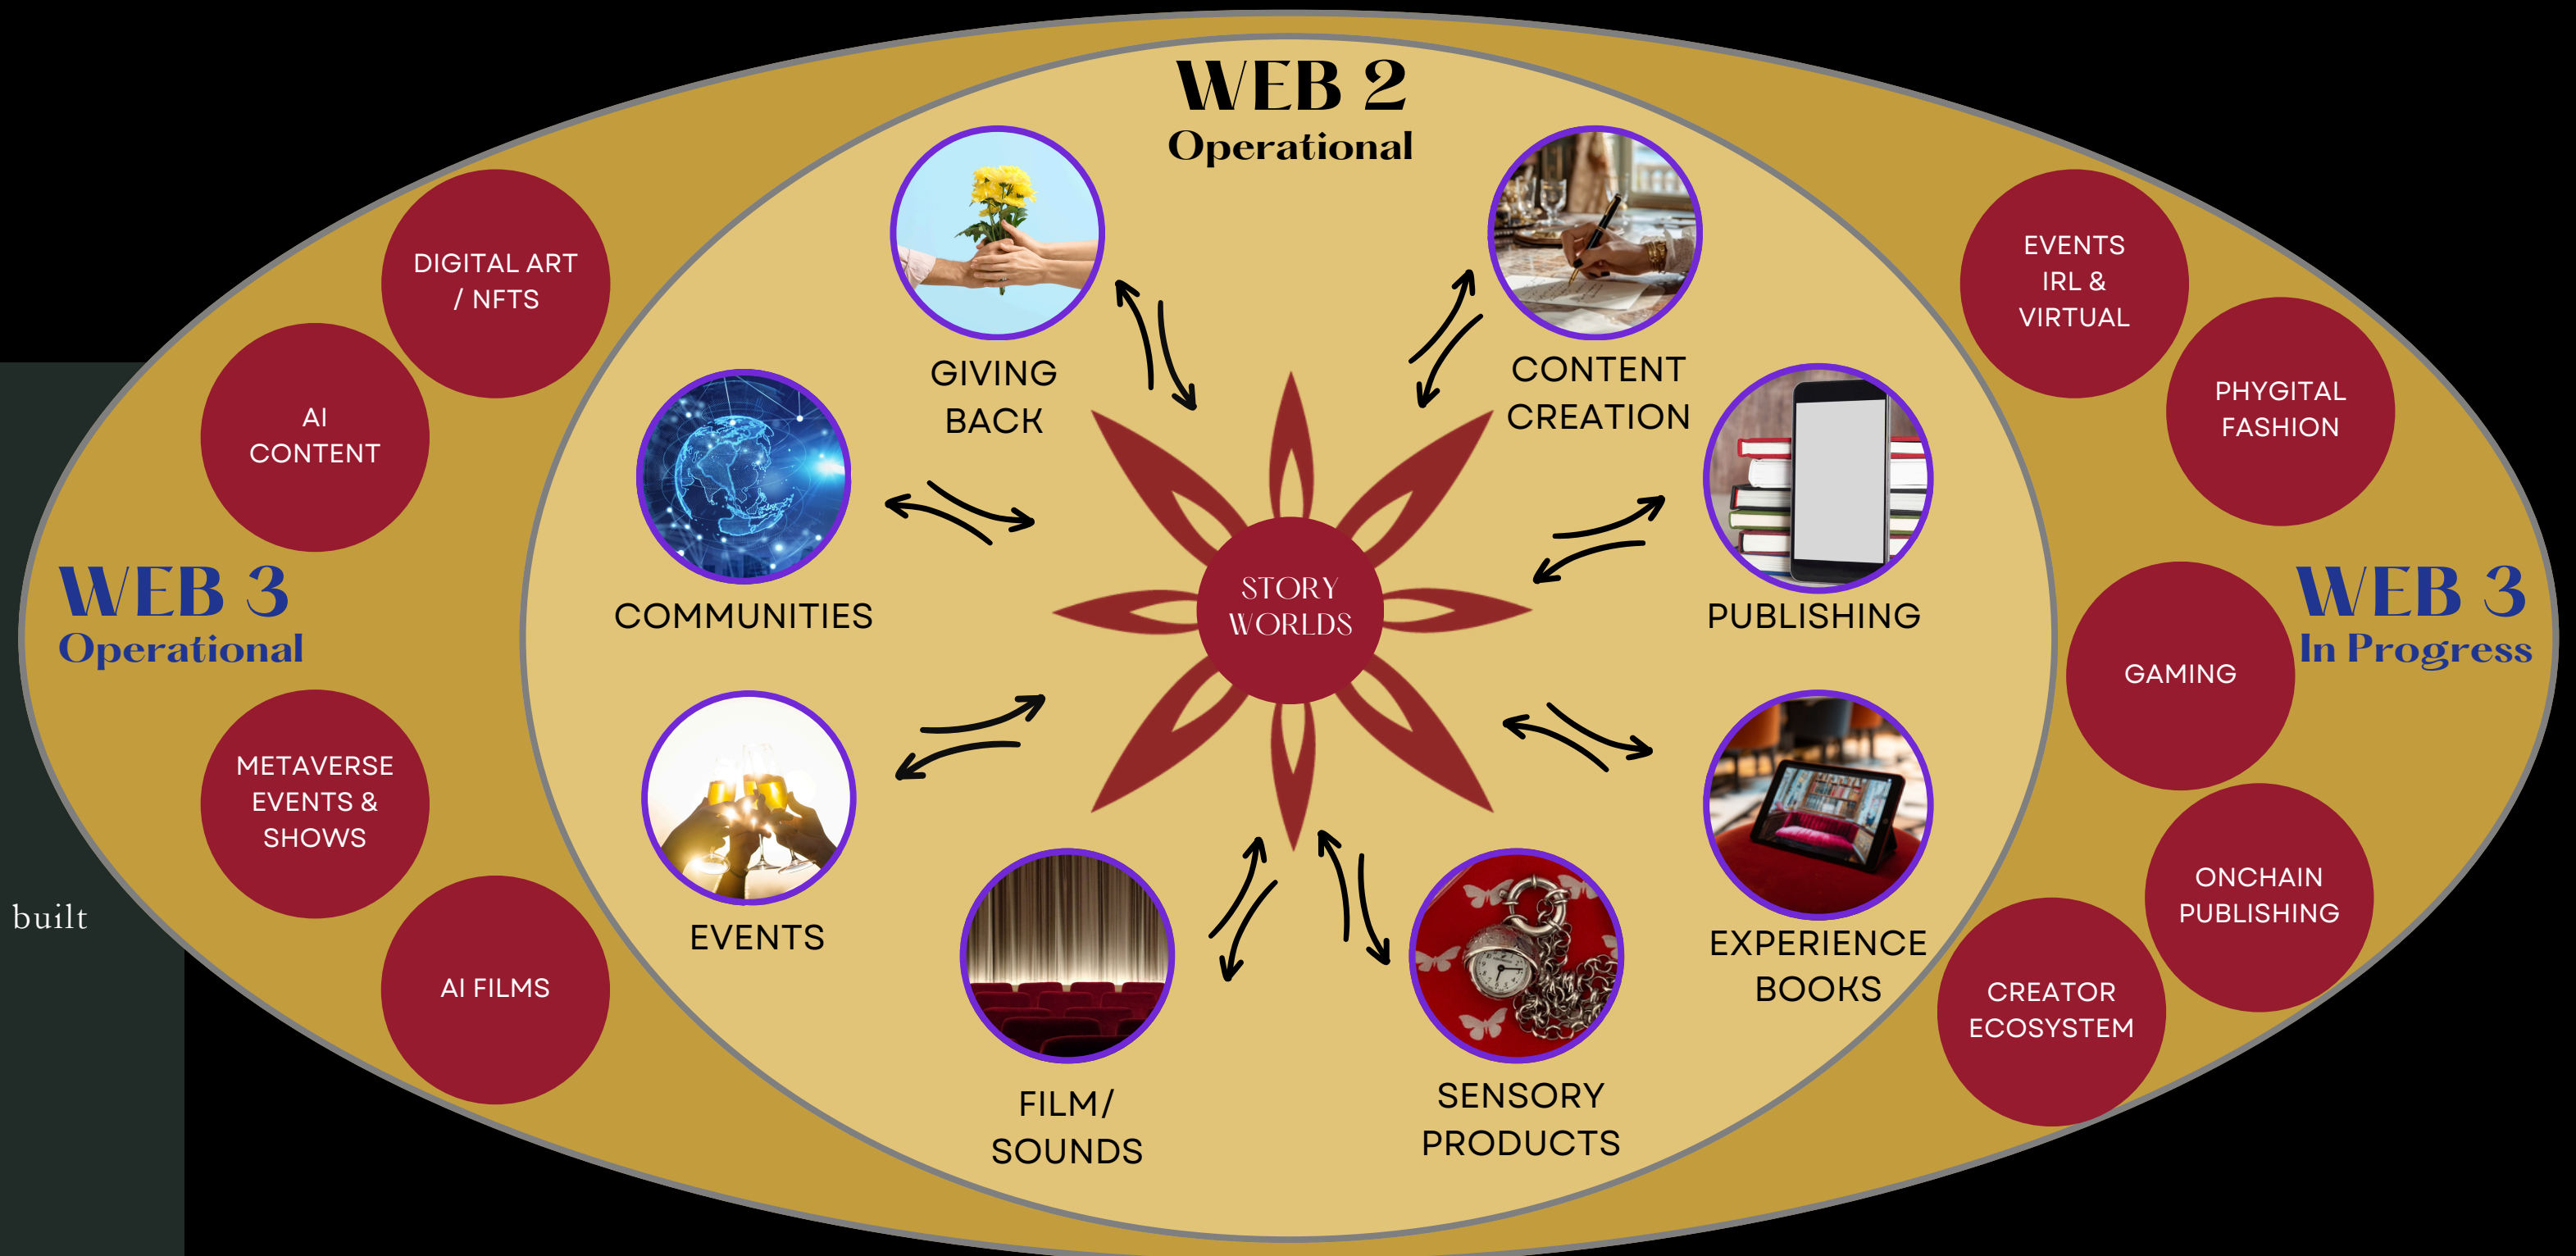 WEB 2
Operational
GIVING
BACK
CONTENT
CREATION
COMMUNITIES
PUBLISHING
STORY
WORLDS
EVENTS
EXPERIENCE
BOOKS
FILM/
SOUNDS
SENSORY
PRODUCTS
WEB 3
Operational
DIGITAL ART
/ NFTS
AI
CONTENT
METAVERSE
EVENTS &
SHOWS
AI FILMS
WEB 3
In Progress
EVENTS
IRL &
VIRTUAL
PHYGITAL
FASHION
GAMING
ONCHAIN
PUBLISHING
CREATOR
ECOSYSTEM
built